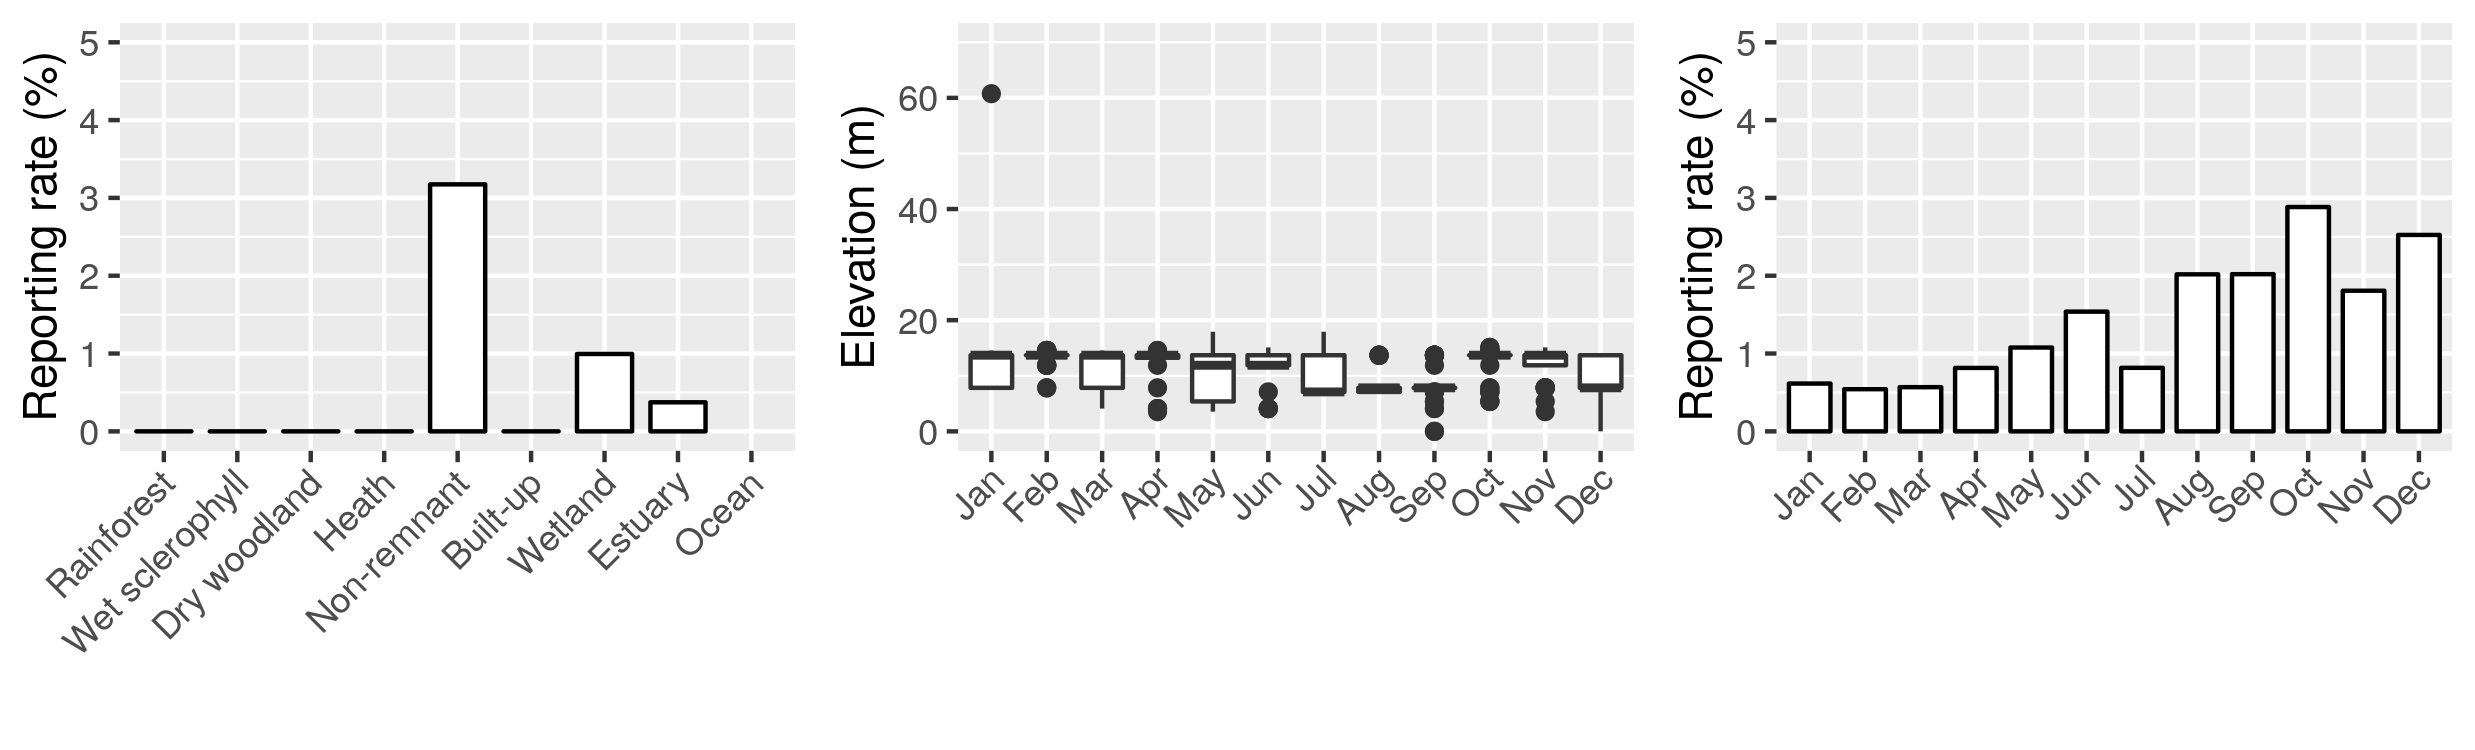 Reporting rate (%)
5
4
3
2
1
0
Rainforest
Wet sclerophyll
Dry woodland
Heath
Non-remnant
Built-up
Wetland
Estuary
Ocean
Elevation (m)
60
40
20
0
Jan
Feb
Mar
Apr
May
Jun
Jul
Aug
Sep
Oct
Nov
Dec
Reporting rate (%)
5
4
3
2
1
0
Jan
Feb
Mar
Apr
May
Jun
Jul
Aug
Sep
Oct
Nov
Dec